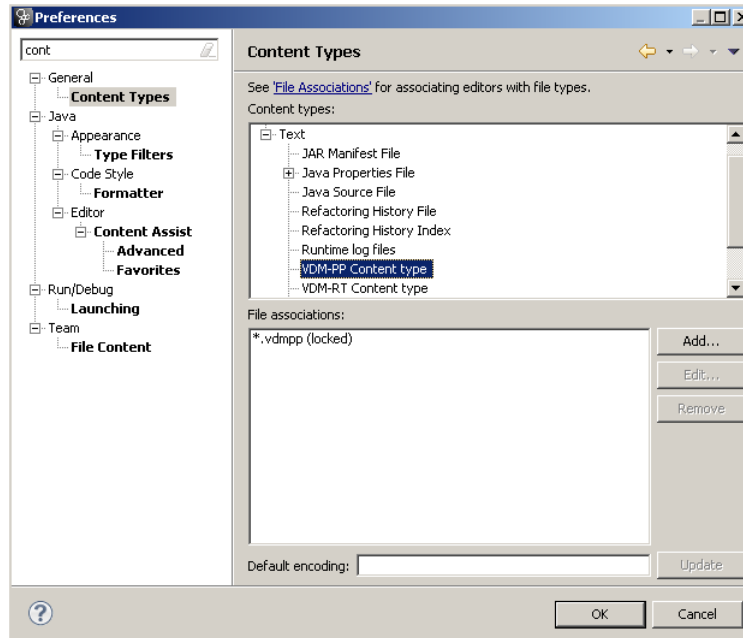 Preferences
cont
General
Content Types
Java
Appearance
Type Filters
Code Style
Formatter
Editor
Content Assist
Advanced
Favorites
Run/Debug
Launching
Team
File Content
Content Types
See 'File Associations' for associating editors with file types.
Content types:
Text
JAR Manifest File
Java Properties File
Java Source File
Refactoring History File
Refactoring History Index
Runtime log files
VDM-PP Content type
VDM-RT Content type
File associations:
*.vdmpp (locked)
Add...
Edit...
Remove
Default encoding:
Update
?
OK
Cancel